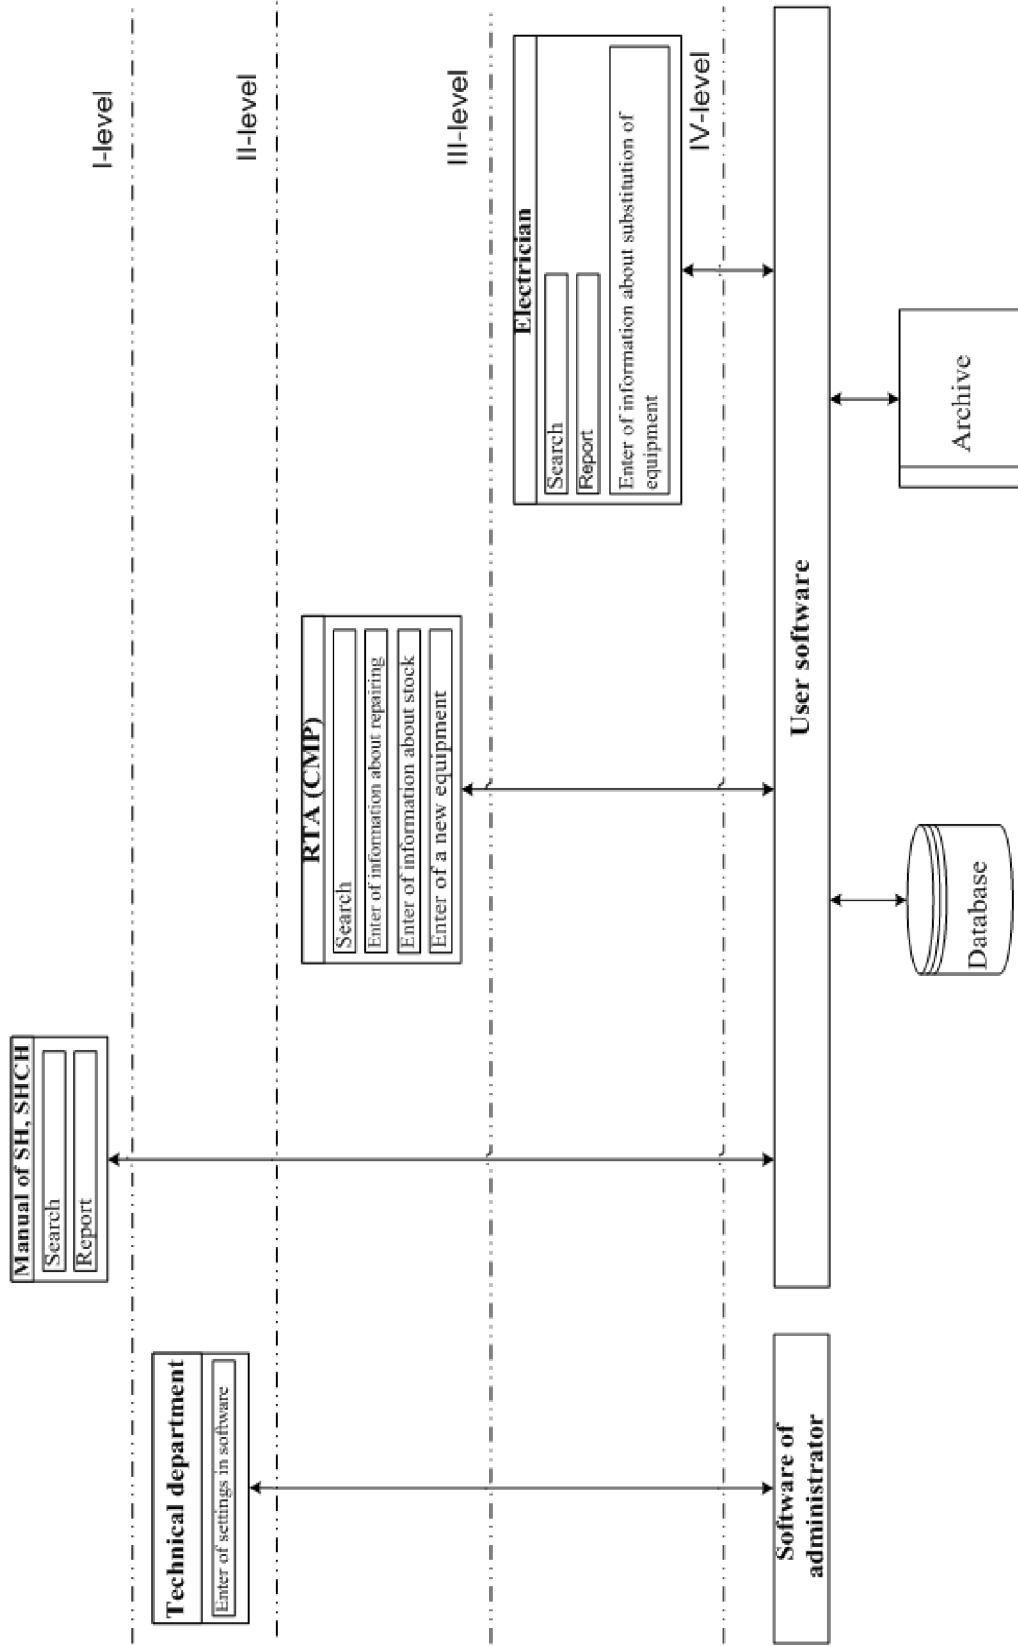 Manual of SH, SHCH
Search
Report
I-level
Technical department
Enter of settings in software
II-level
RTA (CMP)
Search
Enter of information about repairing
Enter of information about stock
Enter of a new equipment
III-level
Electrician
Search
Report
Enter of information about substitution of
equipment
IV-level
Software of
administrator
User software
Database
Archive